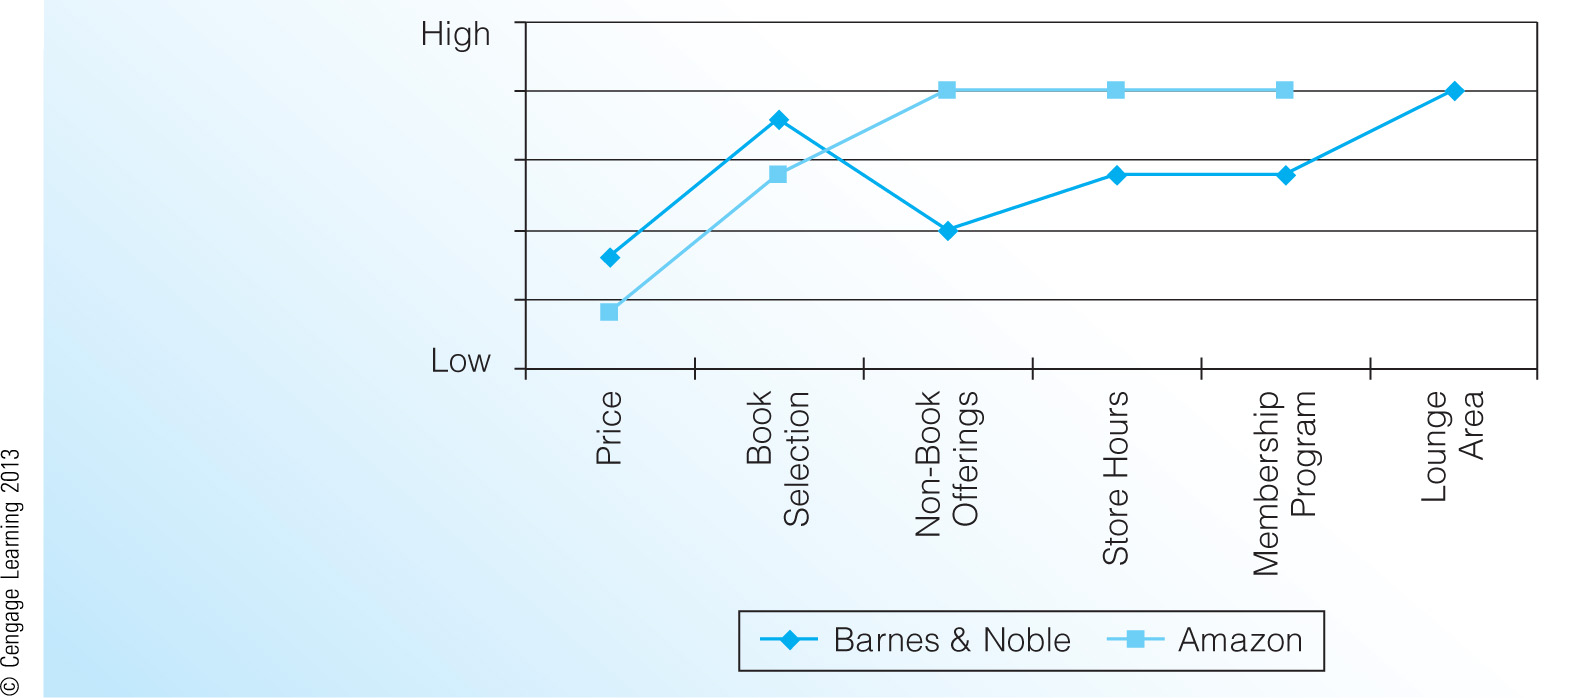 High
Low
Price
Book
Selection
Non-Book
Offerings
Store Hours
Membership
Program
Lounge
Area
Barnes & Noble
Amazon
© Cengage Learning 2013